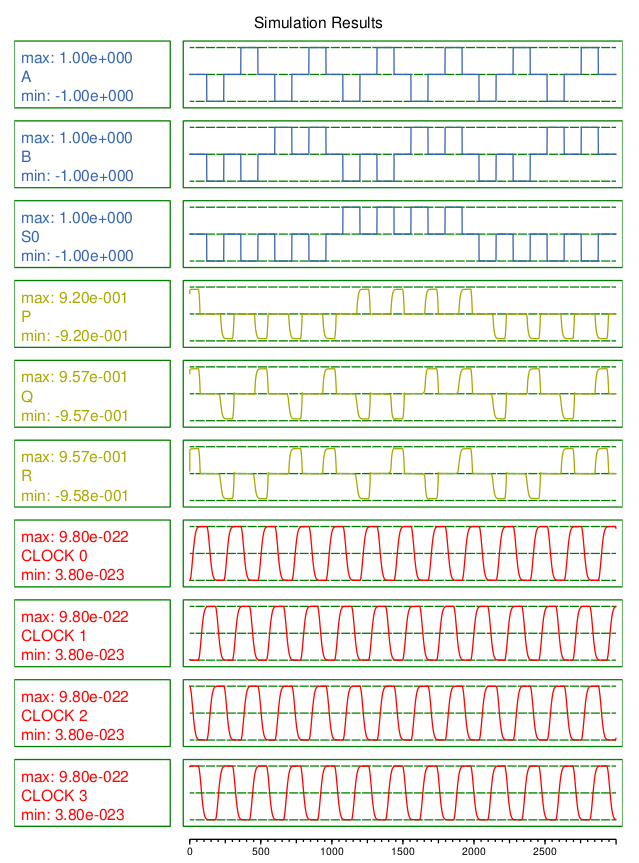 Simulation Results
max: 1.00e+000
A
min: -1.00e+000
max: 1.00e+000
B
min: -1.00e+000
max: 1.00e+000
S0
min: -1.00e+000
max: 9.20e-001
P
min: -9.20e-001
max: 9.57e-001
Q
min: -9.57e-001
max: 9.57e-001
R
min: -9.58e-001
max: 9.80e-022
CLOCK 0
min: 3.80e-023
max: 9.80e-022
CLOCK 1
min: 3.80e-023
max: 9.80e-022
CLOCK 2
min: 3.80e-023
max: 9.80e-022
CLOCK 3
min: 3.80e-023
0 500 1000 1500 2000 2500